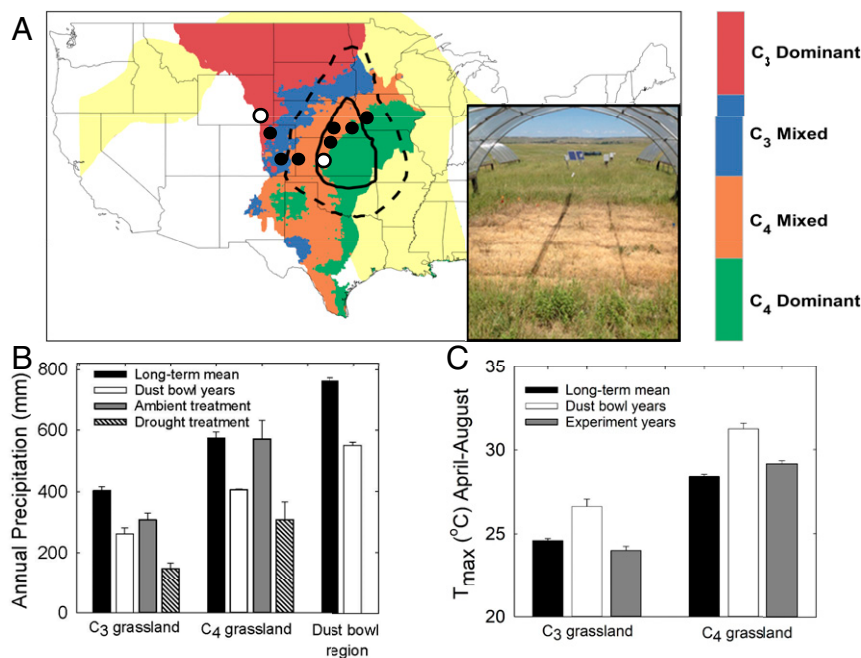 A
C3 Dominant
C3 Mixed
C4 Mixed
C4 Dominant
B
Annual Precipitation (mm)
800
600
400
200
0
Long-term mean
Dust bowl years
Ambient treatment
Drought treatment
C3 grassland
C4 grassland
Dust bowl
region
C
Tmax (oC) April-August
35
30
25
20
Long-term mean
Dust bowl years
Experiment years
C3 grassland
C4 grassland